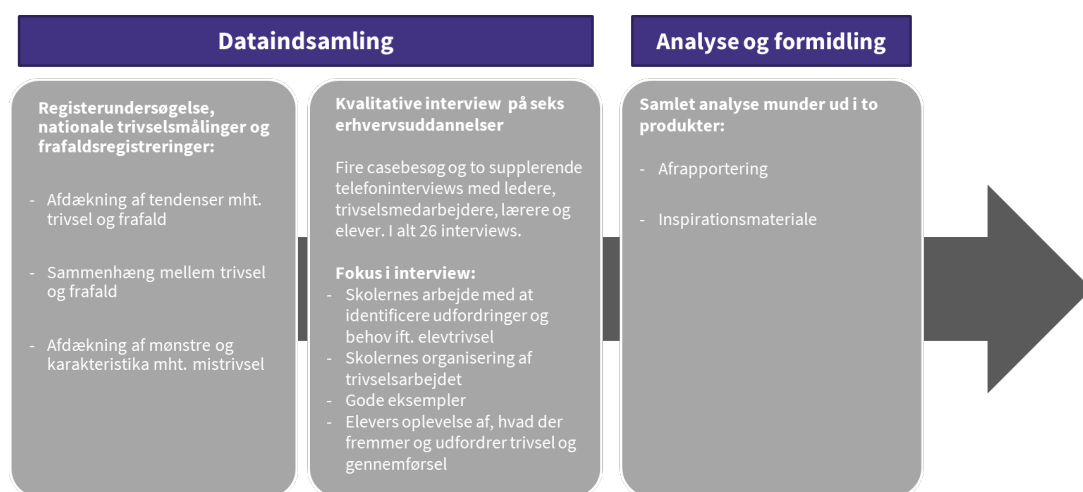 Dataindsamling
Analyse og formidling
Registerundersøgelse,
nationale trivselsmålinger og
frafaldsregistreringer:
- Afdækning af tendenser mht.
trivsel og frafald
- Sammenhæng mellem trivsel
og frafald
- Afdækning af mønstre og
karakteristika mht. mistrivsel
Kvalitative interview på seks
erhvervsuddannelser
Fire casebesøg og to supplerende
telefoninterviews med ledere,
trivselsmedarbejdere, lærere og
elever. I alt 26 interviews.
Fokus i interview:
- Skolernes arbejde med at
identificere udfordringer og
behov ift. elevtrivsel
- Skolernes organisering af
trivselsarbejdet
- Gode eksempler
- Elevers oplevelse af, hvad der
fremmer og udfordrer trivsel og
gennemførsel
Samlet analyse munder ud i to
produkter:
- Afrapportering
- Inspirationsmateriale